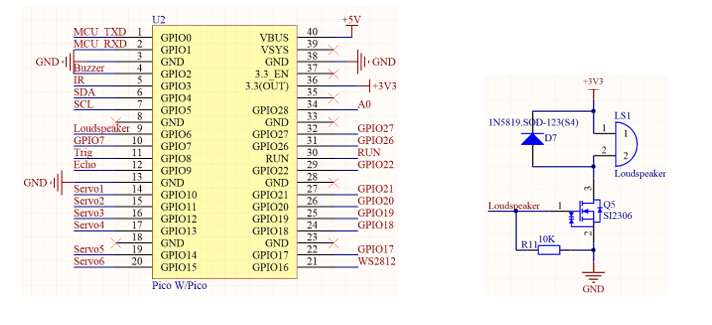 U2
+5V
MCU_TXD 1 GPIO0 VBUS 40
MCU_RXD 2 GPIO1 VSYS 39
GND 3 GND GND 38 GND
Buzzer 4 GPIO2 3.3_EN 37
IR 5 GPIO3 3.3(OUT) 36 +3V3
SDA 6 GPIO4 35
SCL 7 GPIO5 GPIO28 34 A0
8 GND GND 33
Loudspeaker 9 GPIO6 GPIO27 32 GPIO27
GPIO7 10 GPIO7 GPIO26 31 GPIO26
Trig 11 GPIO8 RUN 30 RUN
Echo 12 GPIO9 GPIO22 29 GPIO22
GND 13 GND GND 28
Servo1 14 GPIO10 GPIO21 27 GPIO21
Servo2 15 GPIO11 GPIO20 26 GPIO20
Servo3 16 GPIO12 GPIO19 25 GPIO19
Servo4 17 GPIO13 GPIO18 24 GPIO18
18 GND GND 23
Servo5 19 GPIO14 GPIO17 22 GPIO17
Servo6 20 GPIO15 GPIO16 21 WS2812
Pico W/Pico
+3V3
1N5819,SOD-123(S4)
D7
LS1
1 1
2 2
Loudspeaker
3
Loudspeaker 1
Q5
SI2306
2
R11 10K
GND